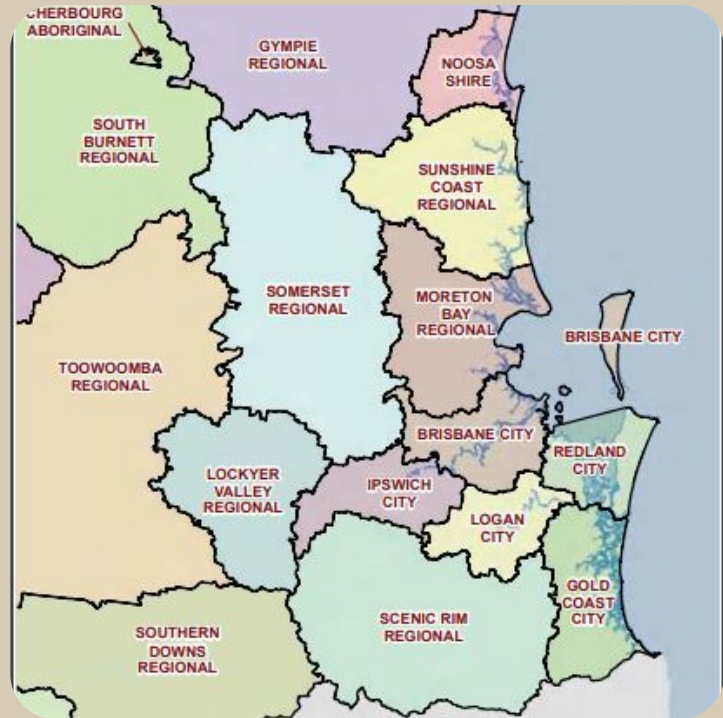 CHERBOURG
ABORIGINAL
GYMPIE
REGIONAL
NOOSA
SHIRE
SOUTH
BURNETT
REGIONAL
SUNSHINE
COAST
REGIONAL
SOMERSET
REGIONAL
MORETON
BAY
REGIONAL
BRISBANE CITY
TOOWOOMBA
REGIONAL
BRISBANE CITY
REDLAND
CITY
LOCKYER
VALLEY
REGIONAL
IPSWICH
CITY
LOGAN
CITY
GOLD
COAST
CITY
SCENIC RIM
REGIONAL
SOUTHERN
DOWNS
REGIONAL